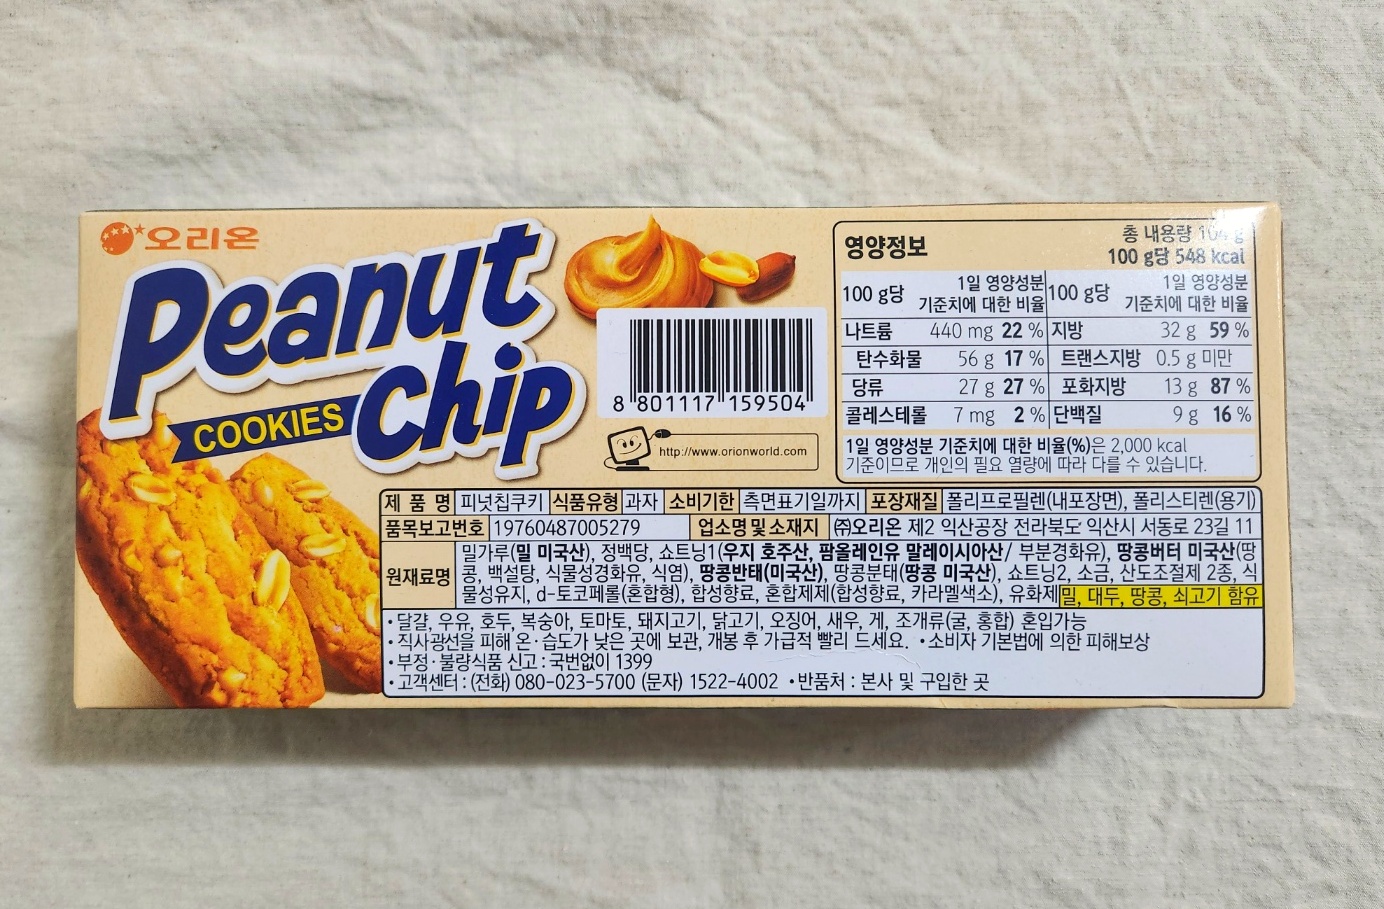 오리온
Peanut
Chip
COOKIES
8 801117 159504
http://www.orionworld.com
영양정보
총 내용량 104 g
100 g당 548 kcal
100 g당 1일 영양성분 기준치에 대한 비율 100 g당 1일 영양성분 기준치에 대한 비율
나트륨 440 mg 22 % 지방 32 g 59 %
탄수화물 56 g 17 % 트랜스지방 0.5 g 미만
당류 27 g 27 % 포화지방 13 g 87 %
콜레스테롤 7 mg 2 % 단백질 9 g 16 %
1일 영양성분 기준치에 대한 비율(%)은 2,000 kcal
기준이므로 개인의 필요 열량에 따라 다를 수 있습니다.
제 품 명 피넛칩쿠키 식품유형 과자 소비기한 측면표기일까지 포장재질 폴리프로필렌(내포장면), 폴리스티렌(용기)
품목보고번호 19760487005279 업소명 및 소재지 ㈜오리온 제2 익산공장 전라북도 익산시 서동로 23길 11
원재료명 밀가루(밀 미국산), 정백당, 쇼트닝1(우지 호주산, 팜올레인유 말레이시아산/ 부분경화유), 땅콩버터 미국산(땅
콩, 백설탕, 식물성경화유, 식염), 땅콩반태(미국산), 땅콩분태(땅콩 미국산), 쇼트닝2, 소금, 산도조절제 2종, 식
물성유지, d-토코페롤(혼합형), 합성향료, 혼합제제(합성향료, 카라멜색소), 유화제 밀, 대두, 땅콩, 쇠고기 함유
• 달걀, 우유, 호두, 복숭아, 토마토, 돼지고기, 닭고기, 오징어, 새우, 게, 조개류(굴, 홍합) 혼입가능
• 직사광선을 피해 온·습도가 낮은 곳에 보관, 개봉 후 가급적 빨리 드세요. • 소비자 기본법에 의한 피해보상
• 부정·불량식품 신고 : 국번없이 1399
• 고객센터 : (전화) 080-023-5700 (문자) 1522-4002 • 반품처 : 본사 및 구입한 곳